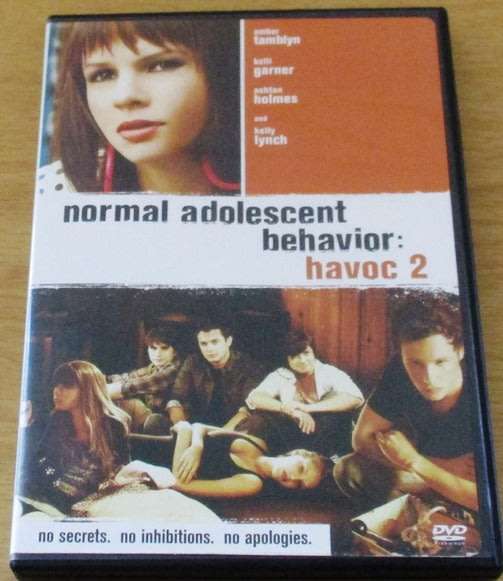 amber
tamblyn
kelli
garner
ashton
holmes
and
kelly
lynch
normal adolescent
behavior:
havoc 2
no secrets. no inhibitions. no apologies.
DVD